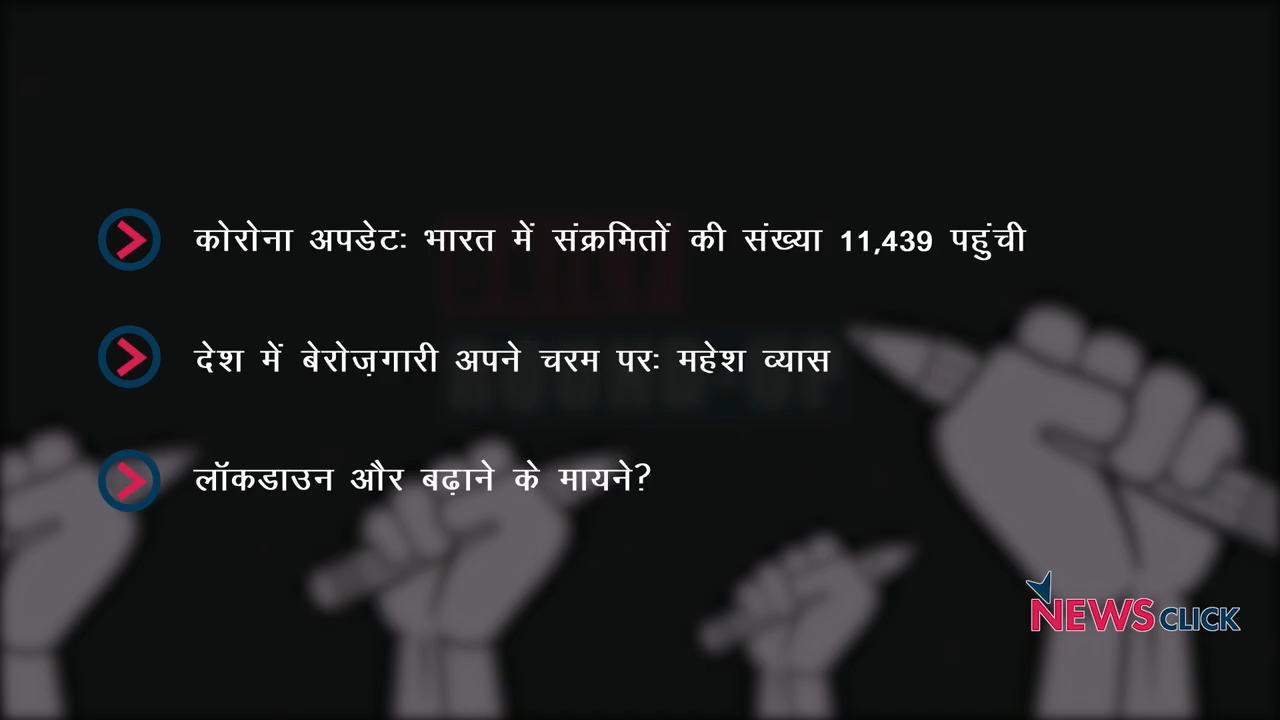 कोरोना अपडेटः भारत में संक्रमितों की संख्या 11,439 पहुंची
देश में बेरोज़गारी अपने चरम परः महेश व्यास
लॉकडाउन और बढ़ाने के मायने?
NEWSCLICK